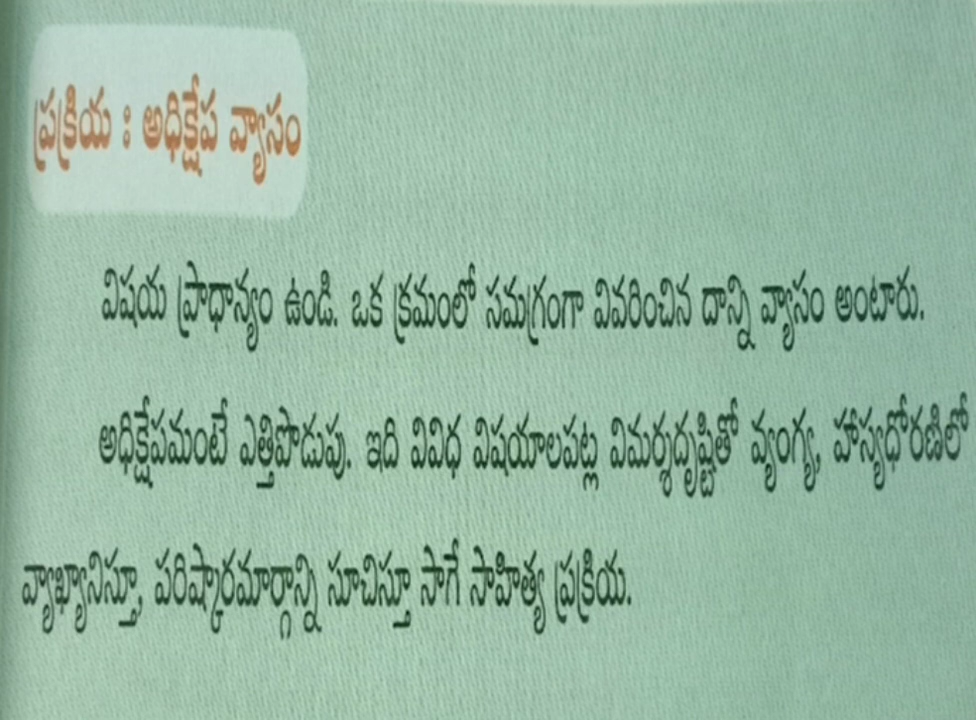 ప్రక్రియ : అధిక్షేప వ్యాసం
విషయ ప్రాధాన్యం ఉండి. ఒక క్రమంలో సమగ్రంగా వివరించిన దాన్ని వ్యాసం అంటారు.
అధిక్షేపమంటే ఎత్తిపొడుపు. ఇది వివిధ విషయాలపట్ల విమర్శదృష్టితో వ్యంగ్య, హాస్యధోరణిలో
వ్యాఖ్యానిస్తూ, పరిష్కారమార్గాన్ని సూచిస్తూ సాగే సాహిత్య ప్రక్రియ.